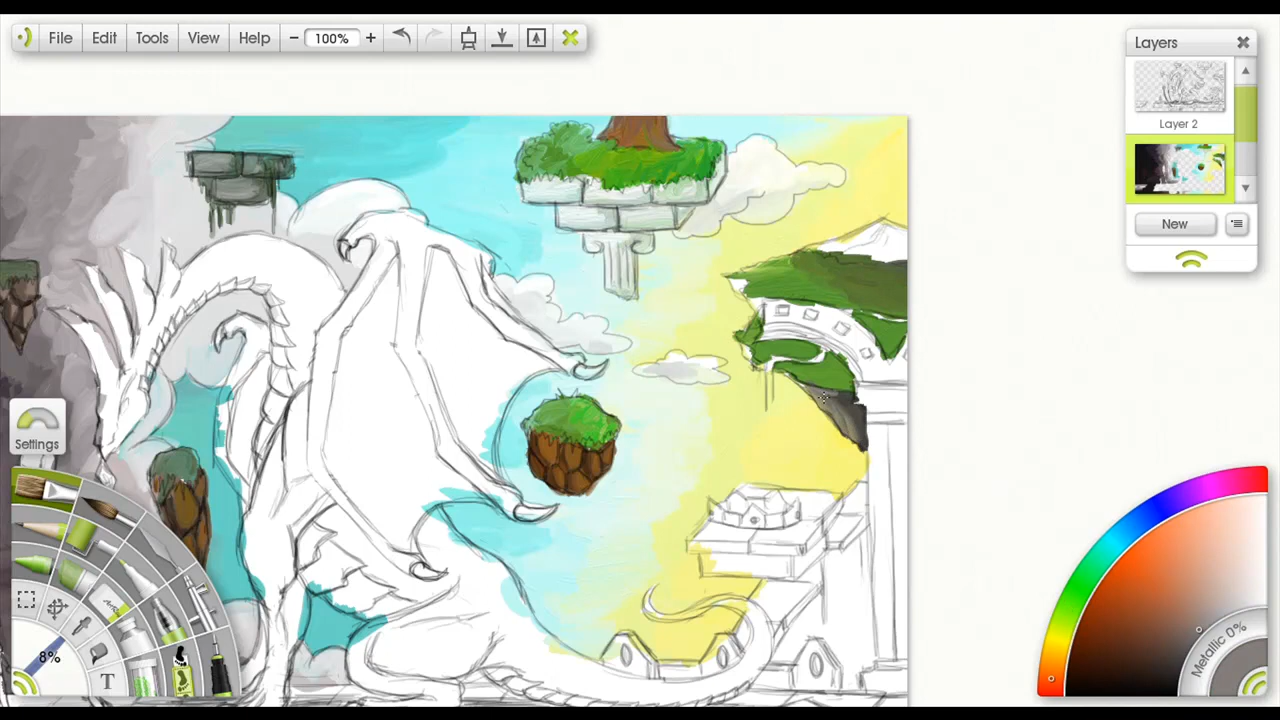 File Edit Tools View Help − 100% +
Layers
Layer 2
New
Settings
8%
T
Metallic 0%